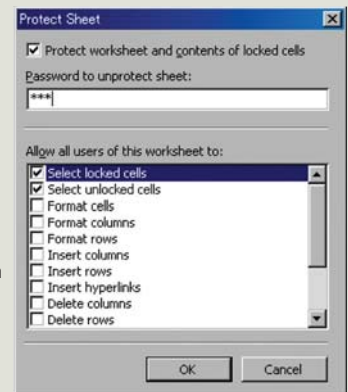 Protect Sheet
Protect worksheet and contents of locked cells
Password to unprotect sheet:
***
Allow all users of this worksheet to:
Select locked cells
Select unlocked cells
Format cells
Format columns
Format rows
Insert columns
Insert rows
Insert hyperlinks
Delete columns
Delete rows
OK Cancel